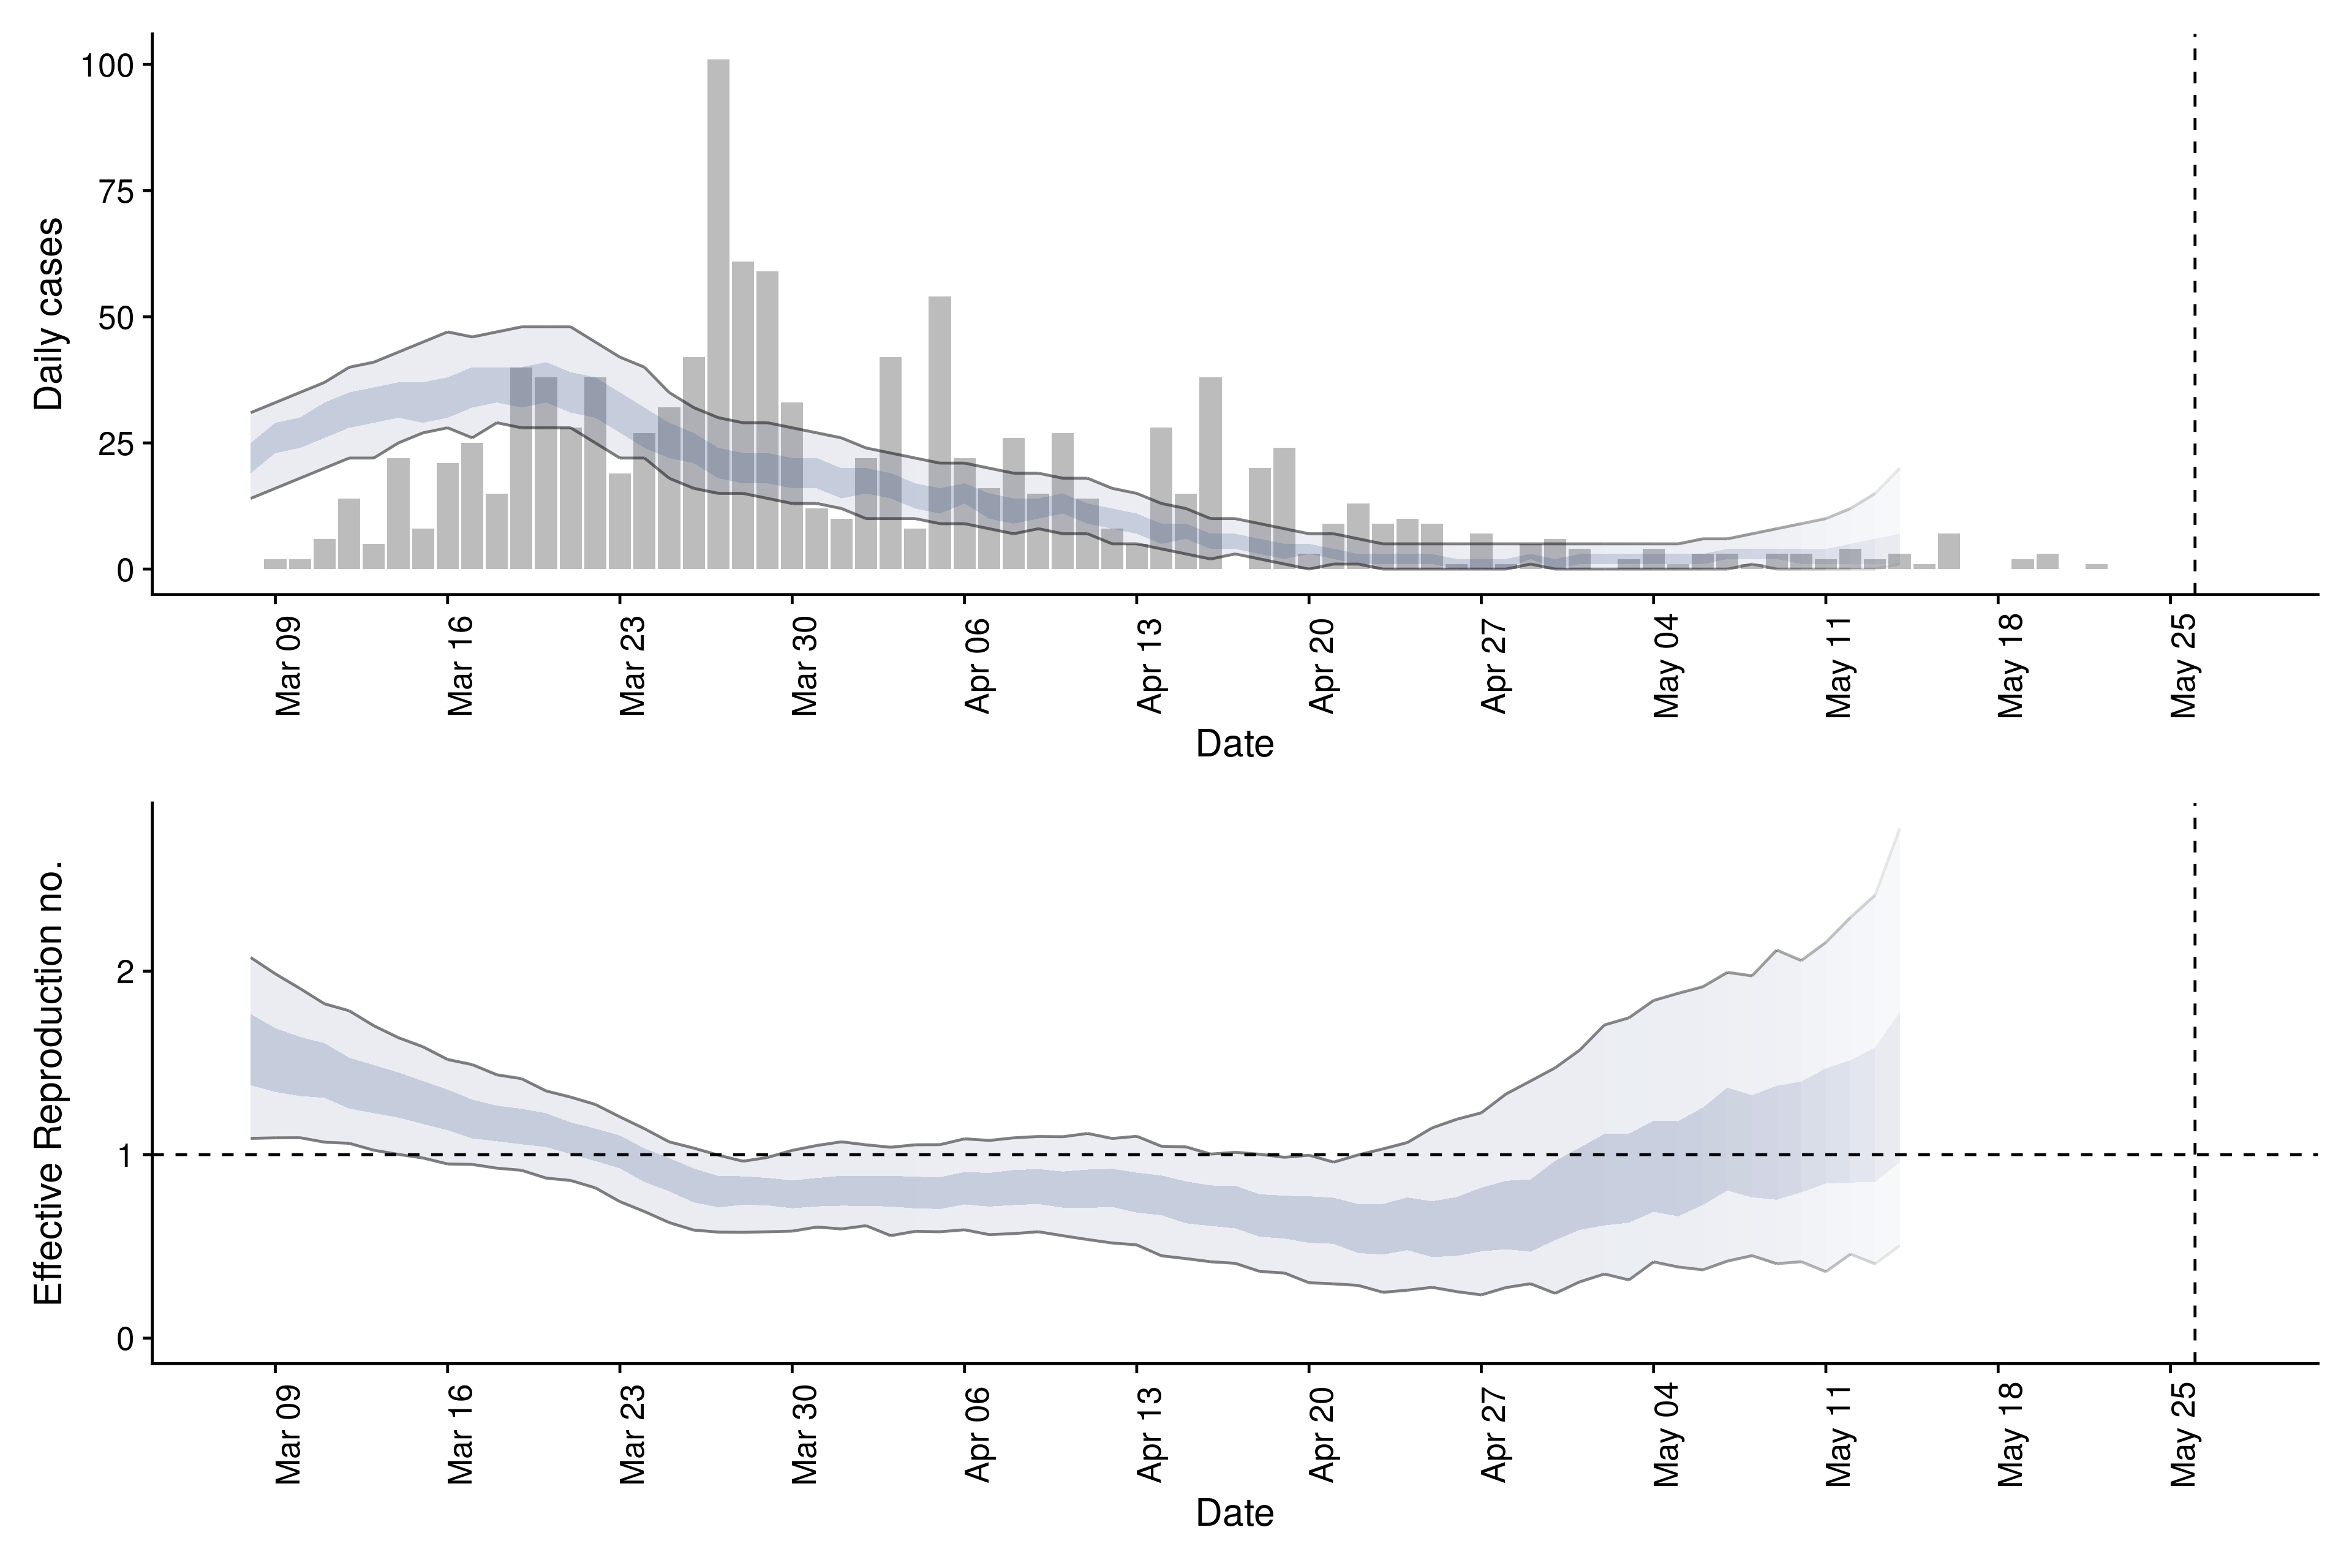 Daily cases
100
75
50
25
0
Mar 09
Mar 16
Mar 23
Mar 30
Apr 06
Apr 13
Apr 20
Apr 27
May 04
May 11
May 18
May 25
Date
Effective Reproduction no.
2
1
0
Mar 09
Mar 16
Mar 23
Mar 30
Apr 06
Apr 13
Apr 20
Apr 27
May 04
May 11
May 18
May 25
Date